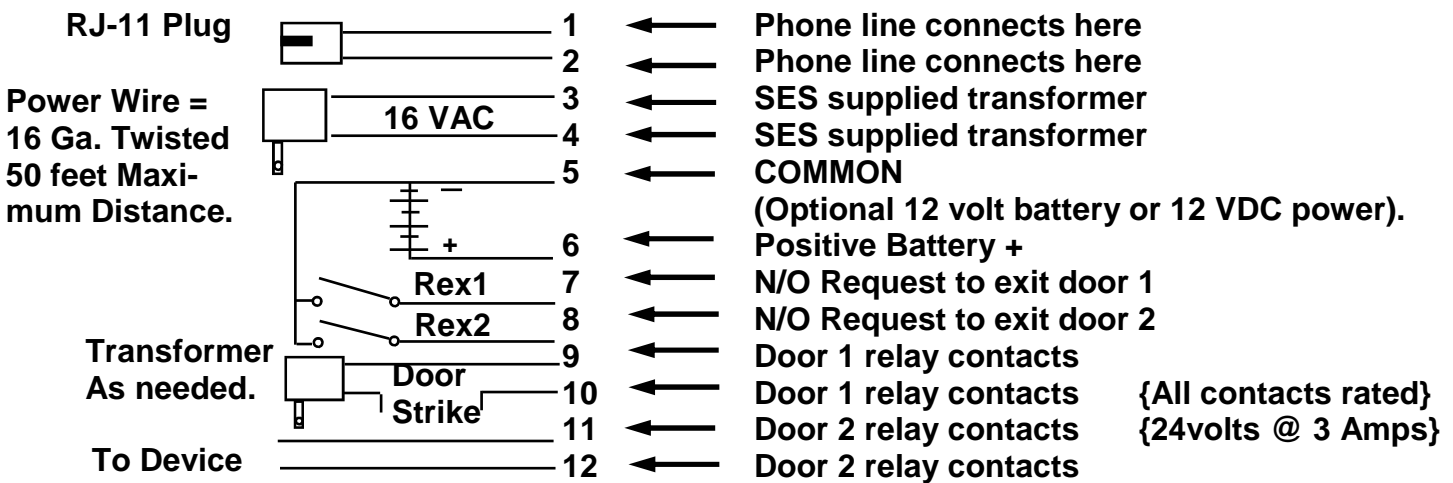 RJ-11 Plug
1 Phone line connects here
2 Phone line connects here
Power Wire =
16 Ga. Twisted
50 feet Maxi-
mum Distance.
16 VAC
3 SES supplied transformer
4 SES supplied transformer
5 COMMON
(Optional 12 volt battery or 12 VDC power).
–
+
6 Positive Battery +
Rex1
7 N/O Request to exit door 1
Rex2
8 N/O Request to exit door 2
Transformer
As needed.
Door
Strike
9 Door 1 relay contacts
10 Door 1 relay contacts {All contacts rated}
11 Door 2 relay contacts {24volts @ 3 Amps}
To Device
12 Door 2 relay contacts